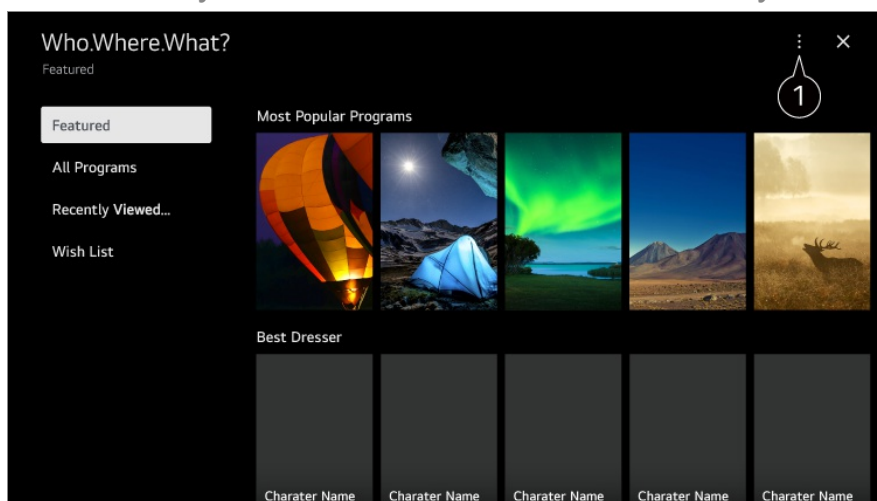 Who.Where.What?
Featured
1
Featured
All Programs
Recently Viewed...
Wish List
Most Popular Programs
Best Dresser
Charater Name
Charater Name
Charater Name
Charater Name
Charater Name